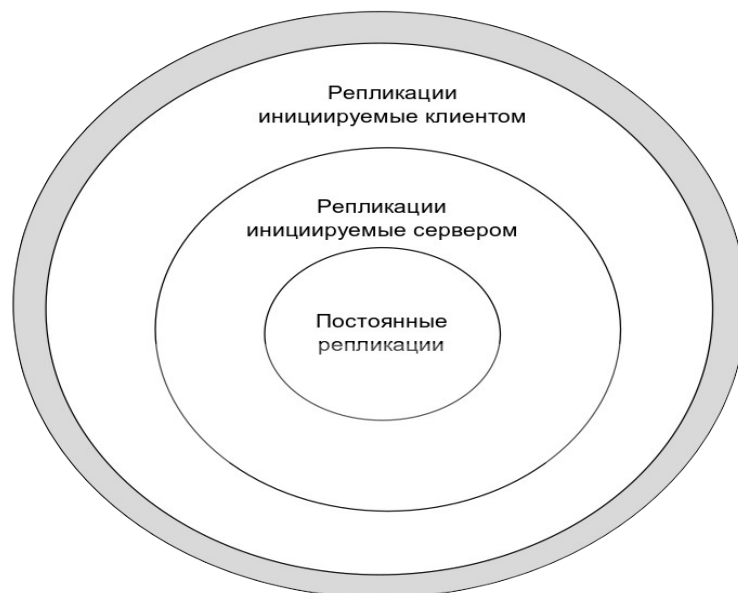 Репликации
инициируемые клиентом
Репликации
инициируемые сервером
Постоянные
репликации